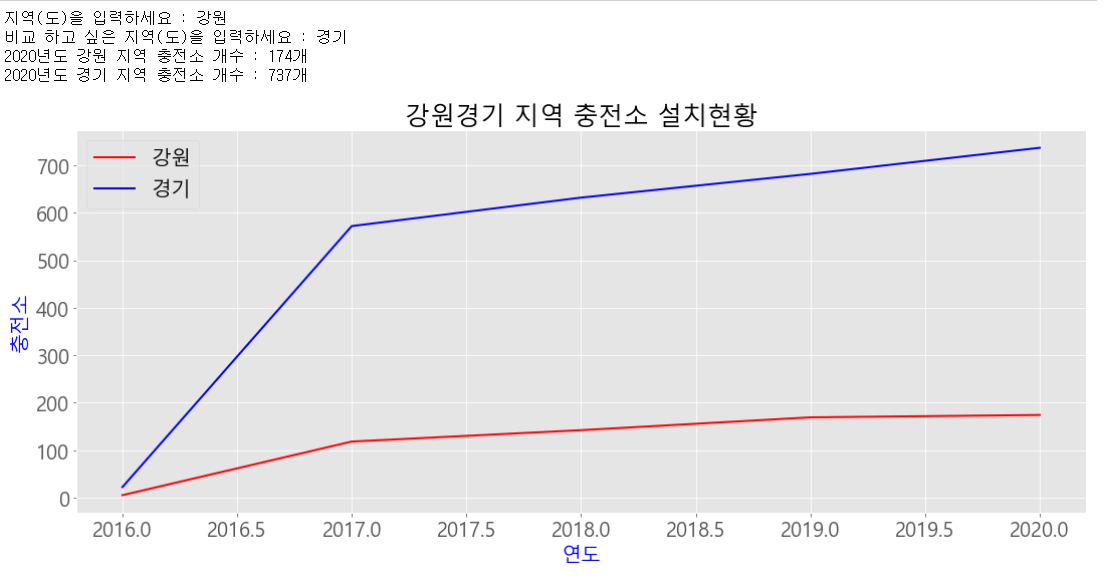 지역(도)을 입력하세요 : 강원
비교 하고 싶은 지역(도)을 입력하세요 : 경기
2020년도 강원 지역 충전소 개수 : 174개
2020년도 경기 지역 충전소 개수 : 737개
강원경기 지역 충전소 설치현황
강원
경기
700
600
500
400
300
200
100
0
충전소
2016.0 2016.5 2017.0 2017.5 2018.0 2018.5 2019.0 2019.5 2020.0
연도